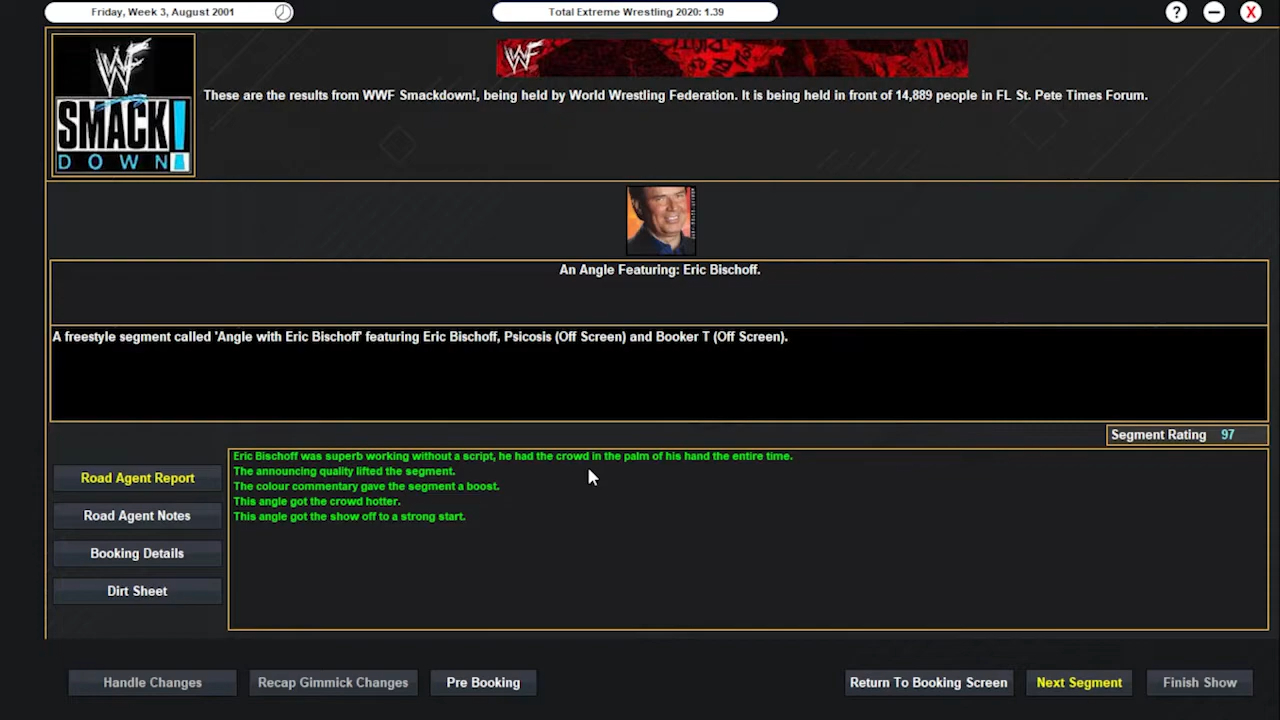 Friday, Week 3, August 2001
Total Extreme Wrestling 2020: 1.39
?
X
WF
SMACK
DOWN!
These are the results from WWF Smackdown!, being held by World Wrestling Federation. It is being held in front of 14,889 people in FL St. Pete Times Forum.
An Angle Featuring: Eric Bischoff.
A freestyle segment called 'Angle with Eric Bischoff' featuring Eric Bischoff, Psicosis (Off Screen) and Booker T (Off Screen).
Segment Rating 97
Road Agent Report
Road Agent Notes
Booking Details
Dirt Sheet
Eric Bischoff was superb working without a script, he had the crowd in the palm of his hand the entire time.
The announcing quality lifted the segment.
The colour commentary gave the segment a boost.
This angle got the crowd hotter.
This angle got the show off to a strong start.
Handle Changes
Recap Gimmick Changes
Pre Booking
Return To Booking Screen
Next Segment
Finish Show